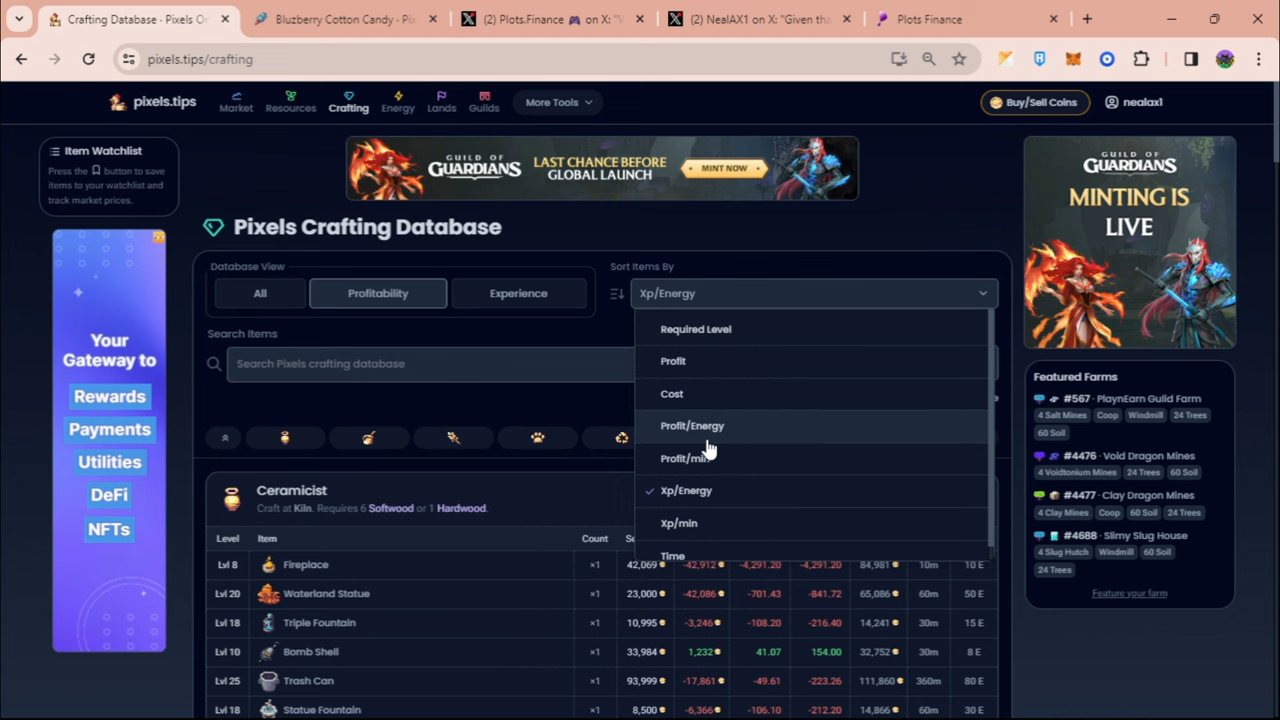 Crafting Database - Pixels Or
Bluzberry Cotton Candy - Pix
(2) Plots.Finance 🎮 on X: "V
(2) NealAX1 on X: "Given tha
Plots Finance
pixels.tips/crafting
pixels.tips
Market
Resources
Crafting
Energy
Lands
Guilds
More Tools
Buy/Sell Coins
nealax1
Item Watchlist
Press the button to save
items to your watchlist and
track market prices.
GUILD OF
GUARDIANS
LAST CHANCE BEFORE
GLOBAL LAUNCH
MINT NOW
GUILD OF
GUARDIANS
MINTING IS
LIVE
Your
Gateway to
Rewards
Payments
Utilities
DeFi
NFTs
Pixels Crafting Database
Database View
All
Profitability
Experience
Sort Items By
Xp/Energy
Required Level
Profit
Cost
Profit/Energy
Profit/min
Xp/Energy
Xp/min
Time
Search Items
Search Pixels crafting database
Ceramicist
Craft at Kiln. Requires 6 Softwood or 1 Hardwood.
Level Item Count
Lvl 8 Fireplace ×1 42,069 -42,912 -4,291.20 -4,291.20 84,981 10m 10 E
Lvl 20 Waterland Statue ×1 23,000 -42,086 -701.43 -841.72 65,086 60m 50 E
Lvl 18 Triple Fountain ×1 10,995 -3,246 -108.20 -216.40 14,241 30m 15 E
Lvl 10 Bomb Shell ×1 33,984 1,232 41.07 154.00 32,752 30m 8 E
Lvl 25 Trash Can ×1 93,999 -17,861 -49.61 -223.26 111,860 360m 80 E
Lvl 18 Statue Fountain ×1 8,500 -6,366 -106.10 -212.20 14,866 60m 30 E
Featured Farms
#567 · PlaynEarn Guild Farm
4 Salt Mines Coop Windmill 24 Trees
60 Soil
#4476 · Void Dragon Mines
4 Voidtonium Mines 24 Trees 60 Soil
#4477 · Clay Dragon Mines
4 Clay Mines Coop 60 Soil 24 Trees
#4688 · Slimy Slug House
4 Slug Hutch Windmill 60 Soil
24 Trees
Feature your farm